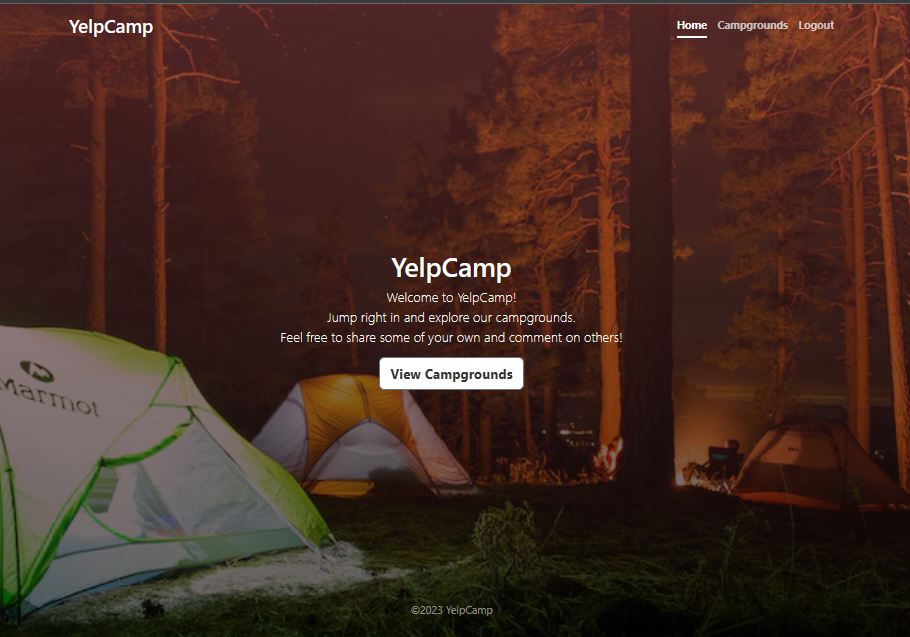 YelpCamp
Home Campgrounds Logout
YelpCamp
Welcome to YelpCamp!
Jump right in and explore our campgrounds.
Feel free to share some of your own and comment on others!
View Campgrounds
Marmot
©2023 YelpCamp